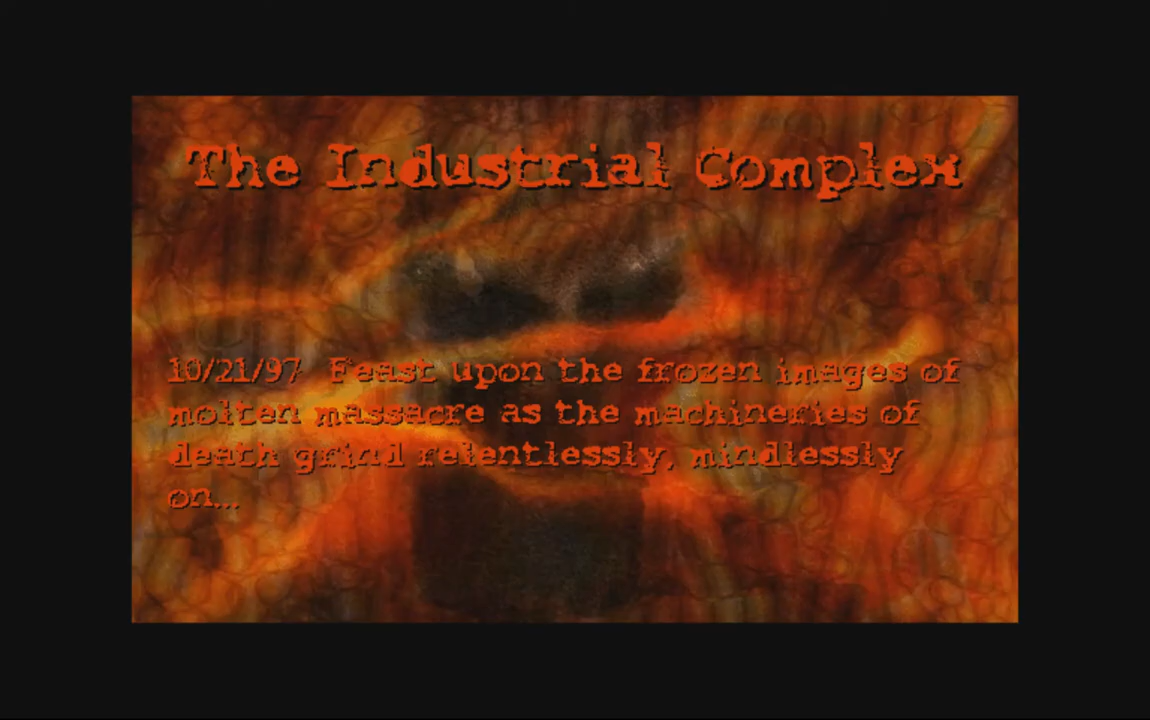 The Industrial Complex
10/21/97 Feast upon the frozen images of
molten massacre as the machineries of
death grind relentlessly, mindlessly
on...